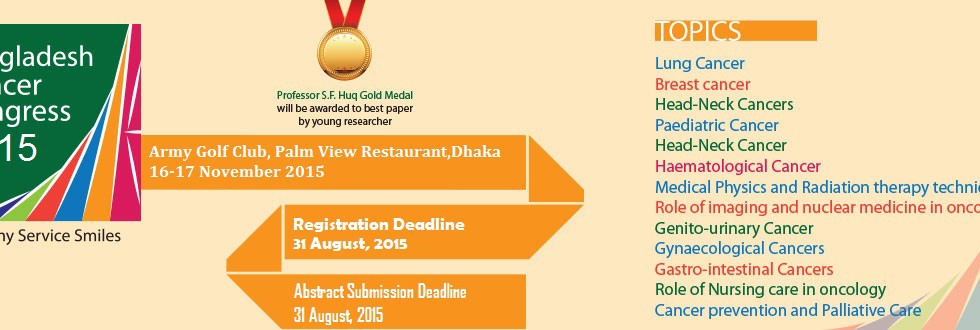 gladesh
cer
ngress
15
ny Service Smiles
Professor S.F. Huq Gold Medal
will be awarded to best paper
by young researcher
Army Golf Club, Palm View Restaurant,Dhaka
16-17 November 2015
Registration Deadline
31 August, 2015
Abstract Submission Deadline
31 August, 2015
TOPICS
Lung Cancer
Breast cancer
Head-Neck Cancers
Paediatric Cancer
Head-Neck Cancer
Haematological Cancer
Medical Physics and Radiation therapy techni
Role of imaging and nuclear medicine in onco
Genito-urinary Cancer
Gynaecological Cancers
Gastro-intestinal Cancers
Role of Nursing care in oncology
Cancer prevention and Palliative Care